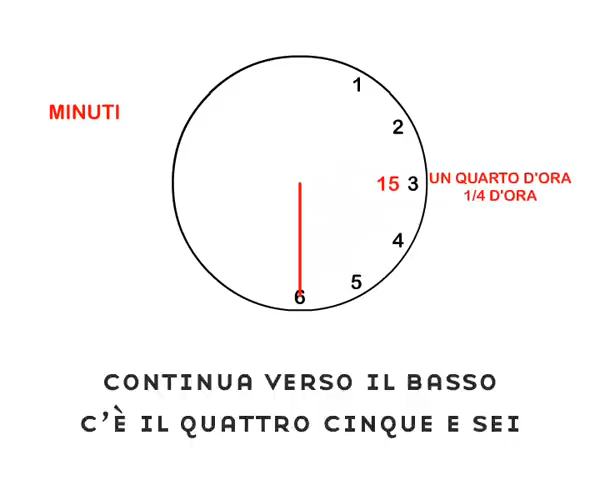 1
MINUTI
2
15 3 UN QUARTO D'ORA
1/4 D'ORA
4
5
6
CONTINUA VERSO IL BASSO
C'È IL QUATTRO CINQUE E SEI